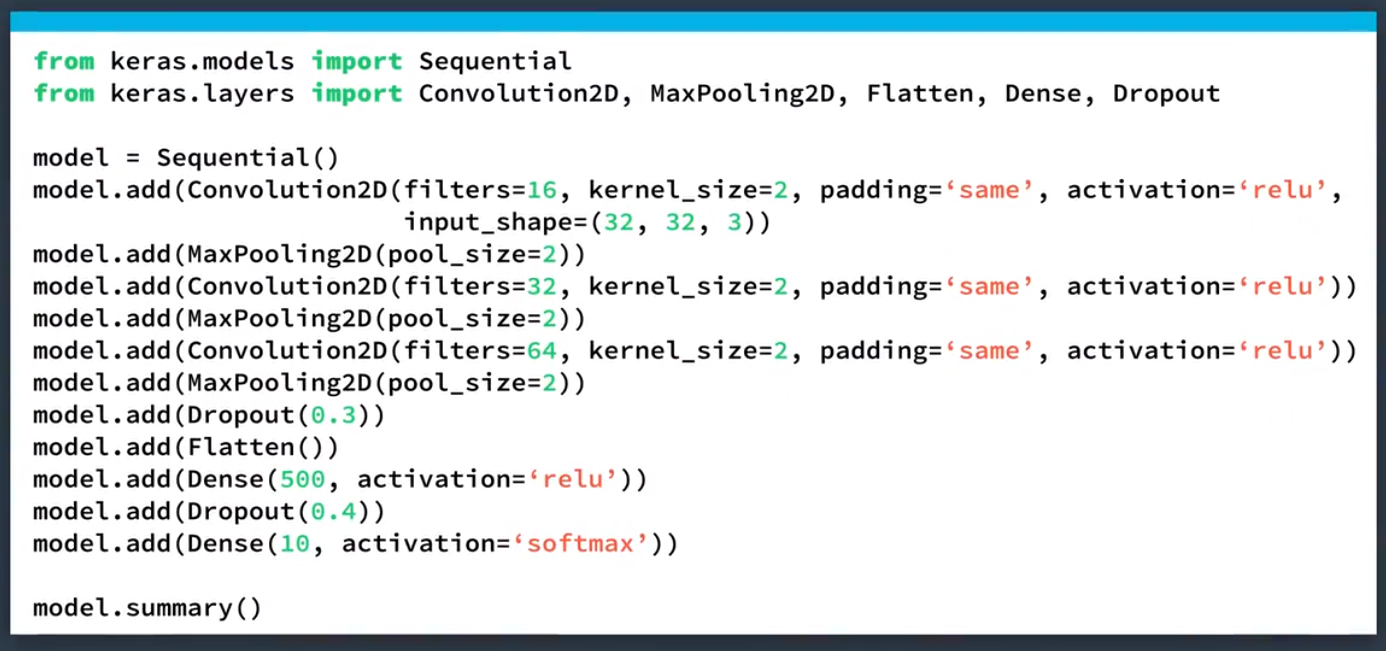 from keras.models import Sequential
from keras.layers import Convolution2D, MaxPooling2D, Flatten, Dense, Dropout
model = Sequential()
model.add(Convolution2D(filters=16, kernel_size=2, padding=‘same’, activation=‘relu’,
input_shape=(32, 32, 3))
model.add(MaxPooling2D(pool_size=2))
model.add(Convolution2D(filters=32, kernel_size=2, padding=‘same’, activation=‘relu’))
model.add(MaxPooling2D(pool_size=2))
model.add(Convolution2D(filters=64, kernel_size=2, padding=‘same’, activation=‘relu’))
model.add(MaxPooling2D(pool_size=2))
model.add(Dropout(0.3))
model.add(Flatten())
model.add(Dense(500, activation=‘relu’))
model.add(Dropout(0.4))
model.add(Dense(10, activation=‘softmax’))
model.summary()